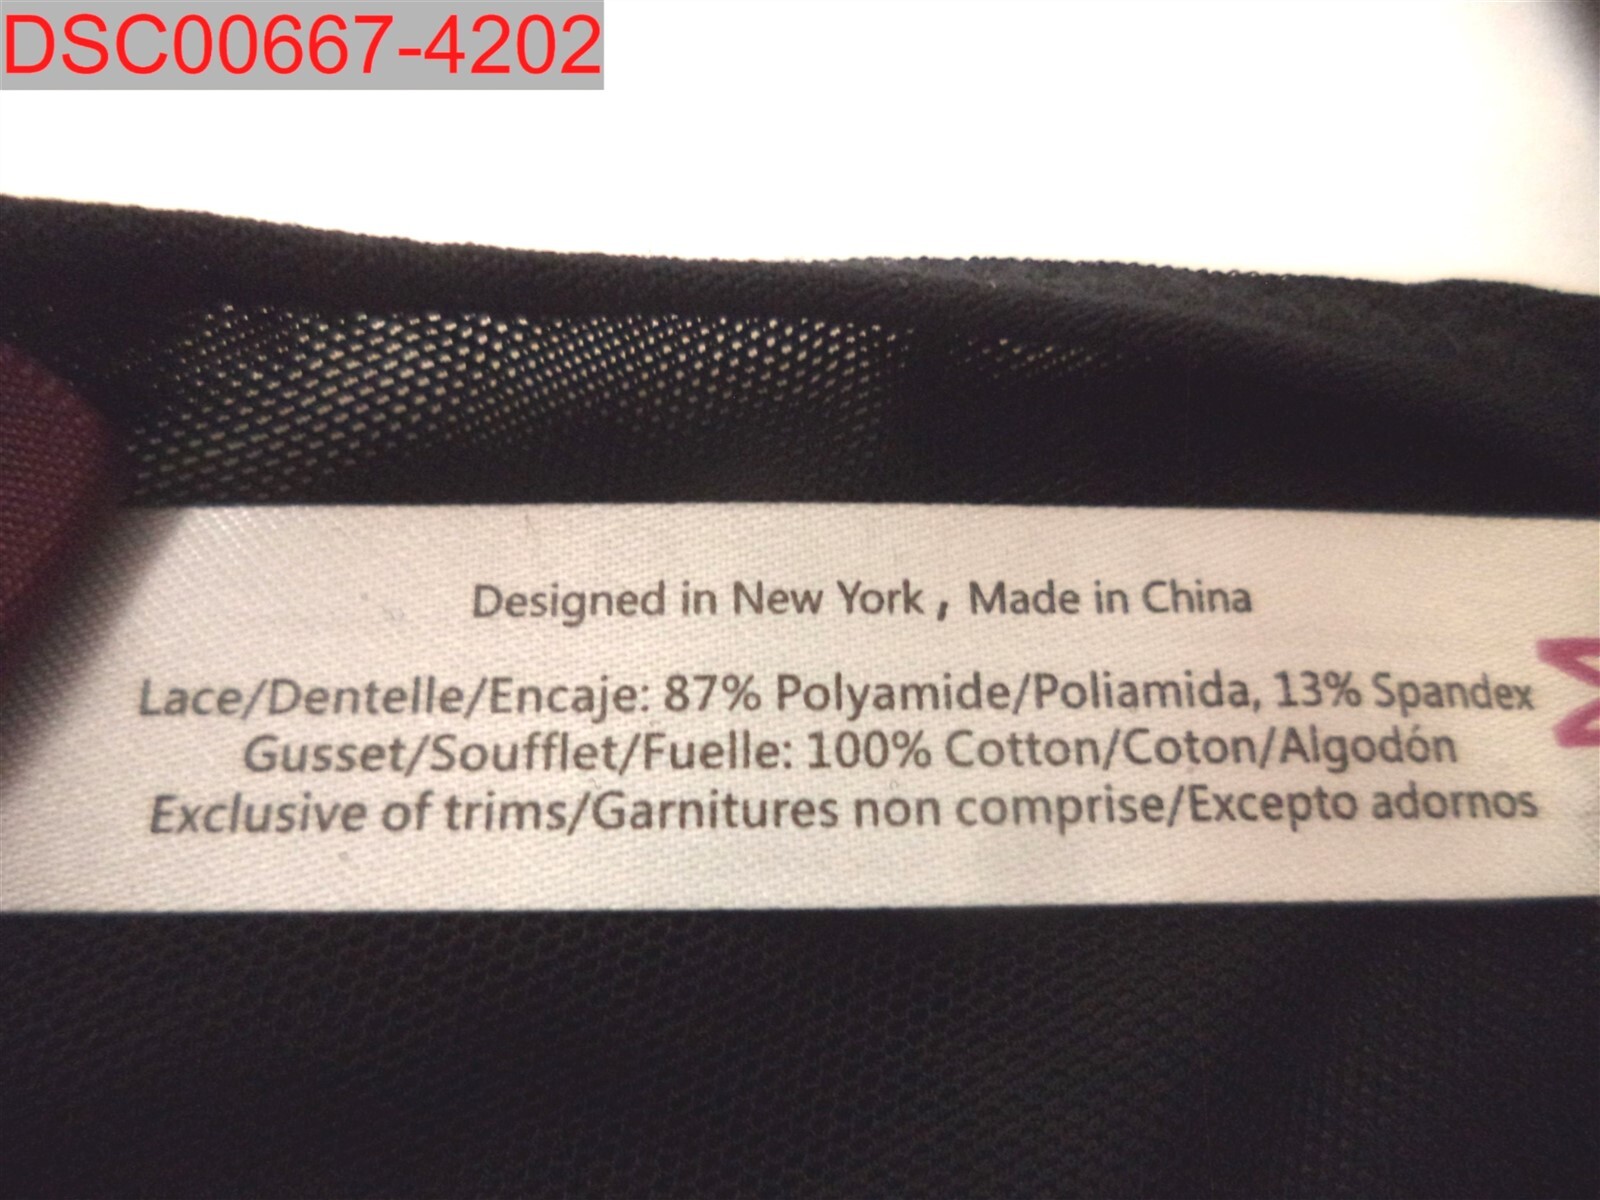 DSC00667-4202
Designed in New York , Made in China
Lace/Dentelle/Encaje: 87% Polyamide/Poliamida, 13% Spandex
Gusset/Soufflet/Fuelle: 100% Cotton/Coton/Algodón
Exclusive of trims/Garnitures non comprise/Excepto adornos